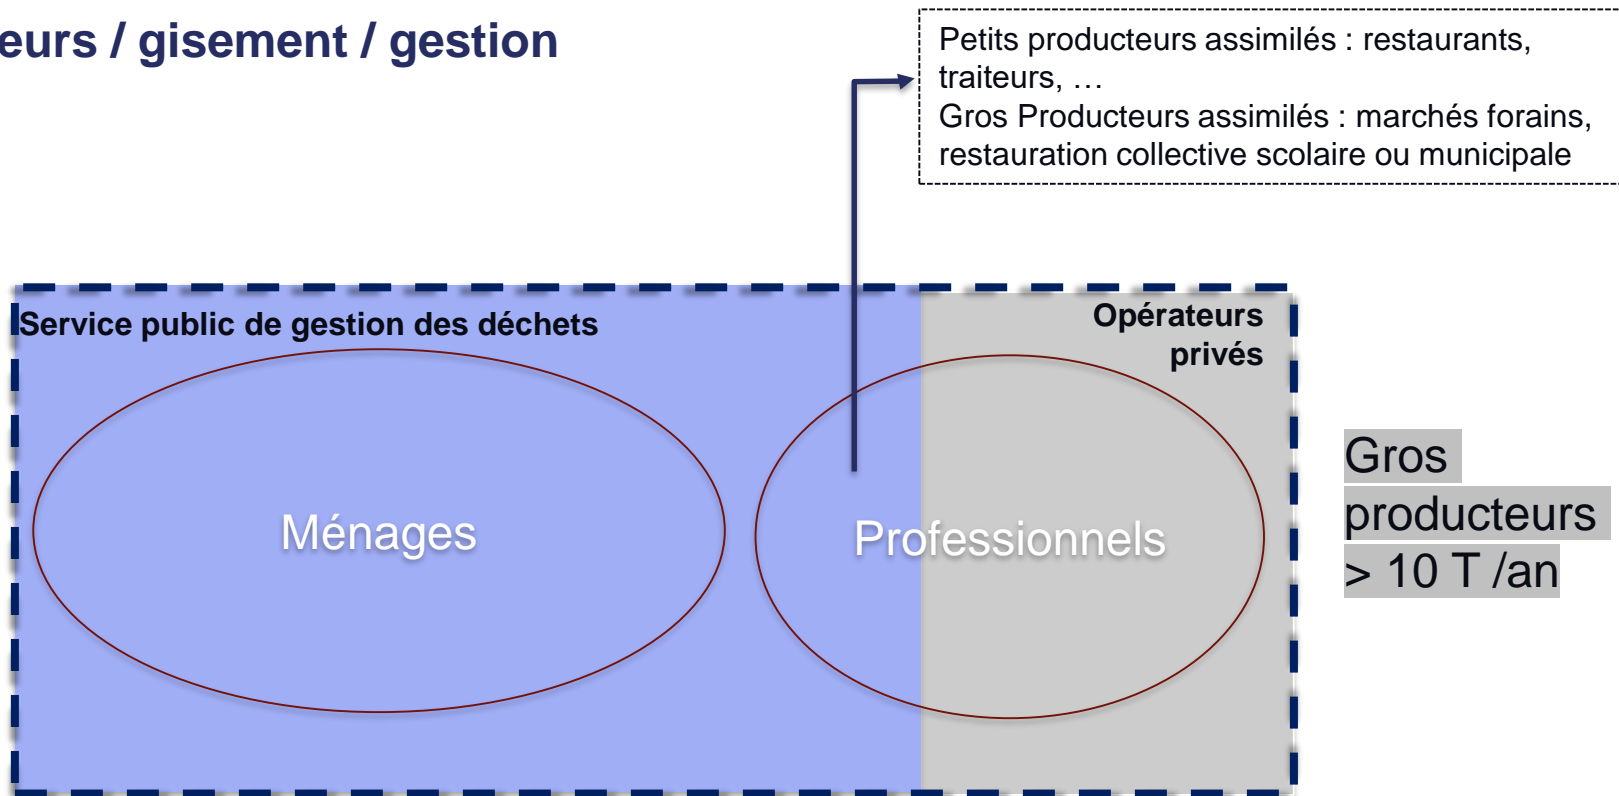 eurs / gisement / gestion
Petits producteurs assimilés : restaurants,
traiteurs, …
Gros Producteurs assimilés : marchés forains,
restauration collective scolaire ou municipale
Service public de gestion des déchets
Opérateurs
privés
Ménages
Professionnels
Gros
producteurs
> 10 T /an